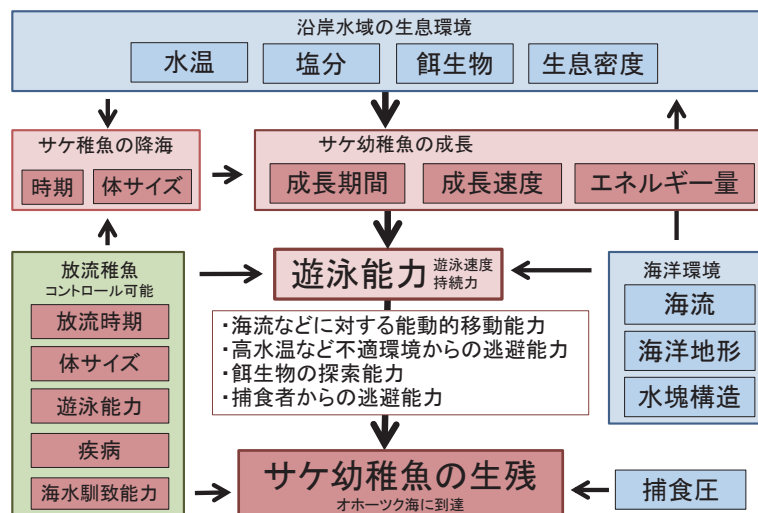 沿岸水域の生息環境
水温
塩分
餌生物
生息密度
サケ稚魚の降海
時期
体サイズ
サケ幼稚魚の成長
成長期間
成長速度
エネルギー量
放流稚魚
コントロール可能
放流時期
体サイズ
遊泳能力
疾病
海水馴致能力
遊泳能力
遊泳速度
持続力
・海流などに対する能動的移動能力
・高水温など不適環境からの逃避能力
・餌生物の探索能力
・捕食者からの逃避能力
海洋環境
海流
海洋地形
水塊構造
サケ幼稚魚の生残
オホーツク海に到達
捕食圧